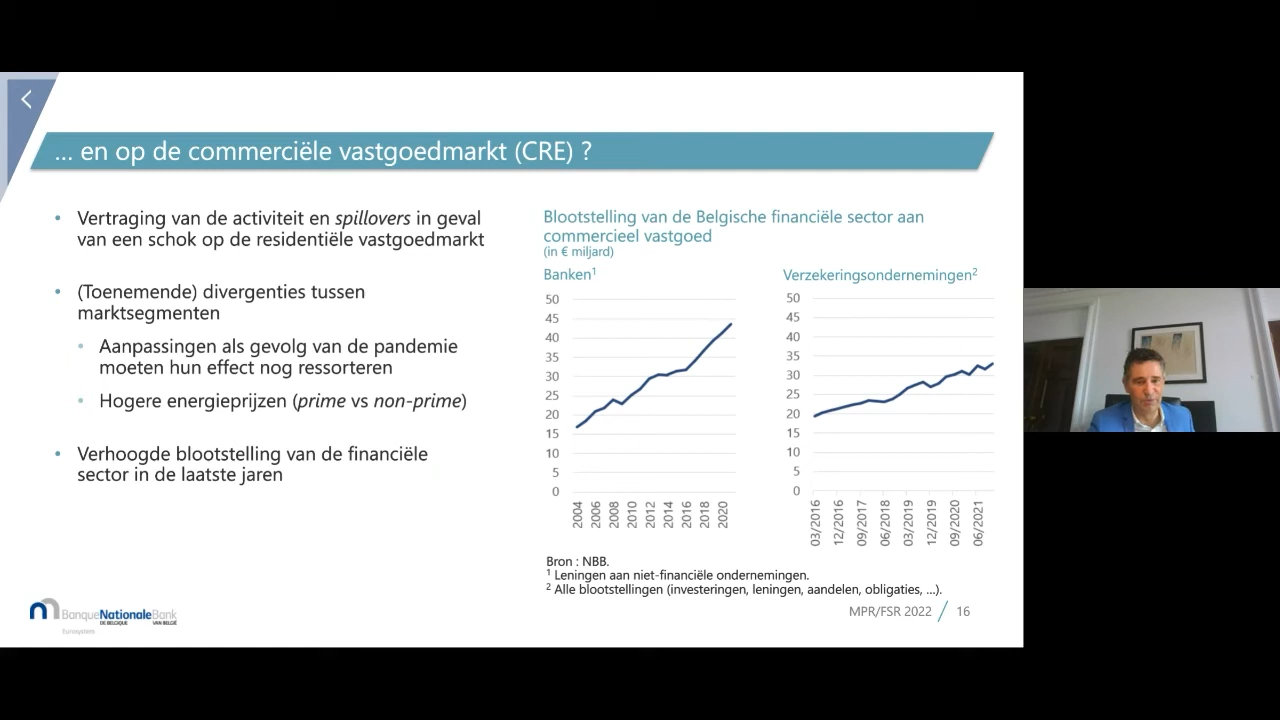 ... en op de commerciële vastgoedmarkt (CRE) ?
• Vertraging van de activiteit en spillovers in geval
van een schok op de residentiële vastgoedmarkt
• (Toenemende) divergenties tussen
marktsegmenten
• Aanpassingen als gevolg van de pandemie
moeten hun effect nog ressorteren
• Hogere energieprijzen (prime vs non-prime)
• Verhoogde blootstelling van de financiële
sector in de laatste jaren
Blootstelling van de Belgische financiële sector aan
commercieel vastgoed
(in € miljard)
Banken¹
50
45
40
35
30
25
20
15
10
5
0
2004
2006
2008
2010
2012
2014
2016
2018
2020
Verzekeringsondernemingen²
50
45
40
35
30
25
20
15
10
5
0
03/2016
12/2016
09/2017
06/2018
03/2019
12/2019
09/2020
06/2021
Bron : NBB.
¹ Leningen aan niet-financiële ondernemingen.
² Alle blootstellingen (investeringen, leningen, aandelen, obligaties, ...).
BanqueNationaleBank
DE BELGIQUE VAN BELGIË
Eurosystem
MPR/FSR 2022 16